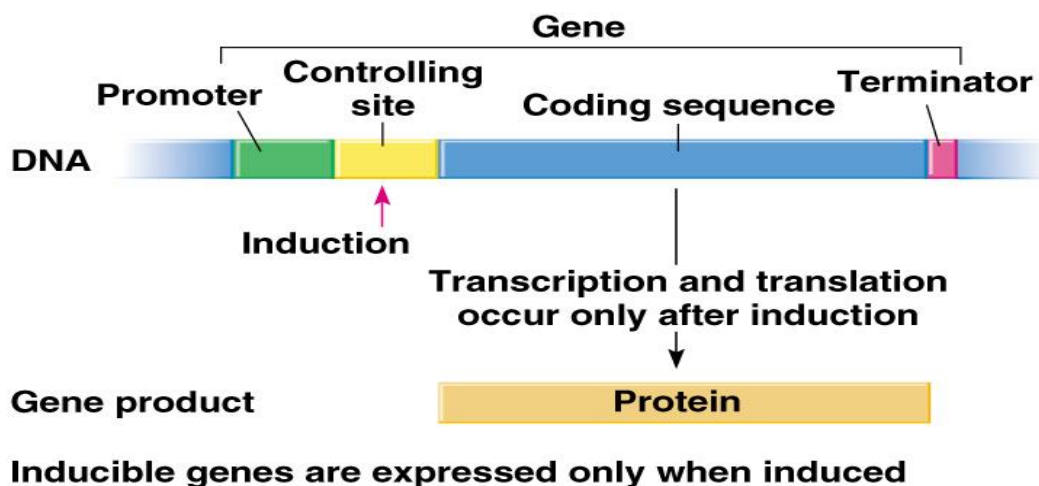 Gene
Controlling
site
Promoter
Coding sequence
Terminator
DNA
Induction
Transcription and translation
occur only after induction
Gene product
Protein
Inducible genes are expressed only when induced